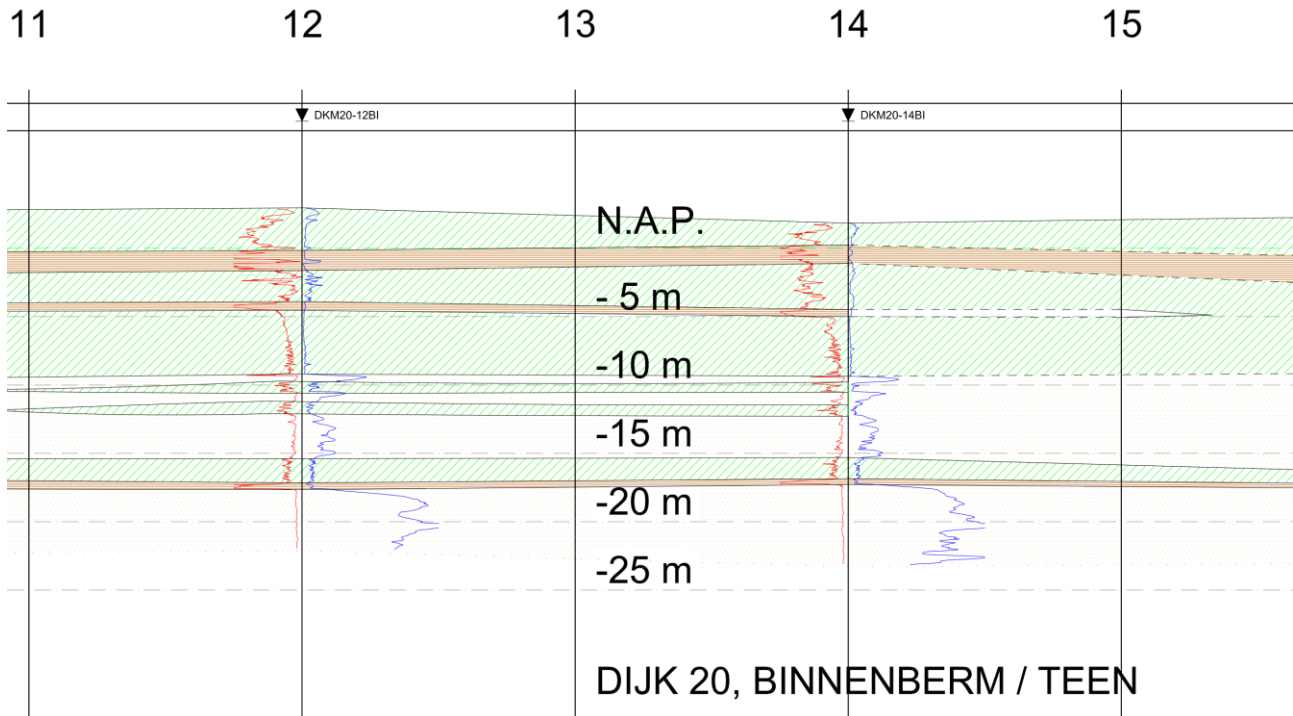 11 12 13 14 15
DKM20-12BI DKM20-14BI
N.A.P.
- 5 m
-10 m
-15 m
-20 m
-25 m
DIJK 20, BINNENBERM / TEEN